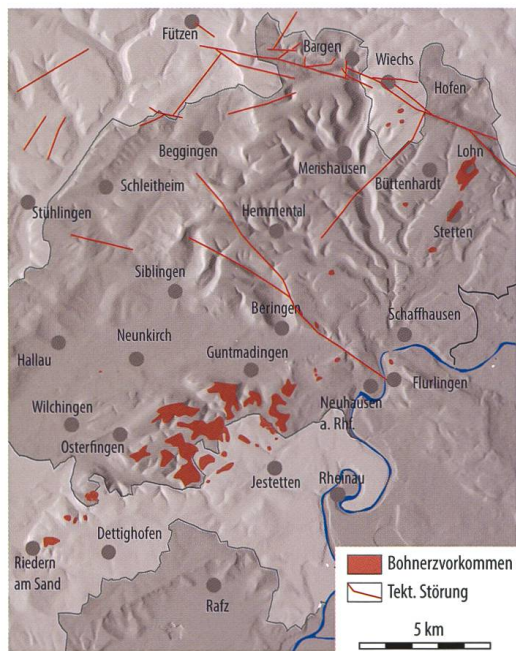 Fützen
Bargen
Wiechs
Hofen
Beggingen
Merishausen
Lohn
Büttenhardt
Schleitheim
Stühlingen
Hemmental
Stetten
Siblingen
Beringen
Schaffhausen
Neunkirch
Hallau
Guntmadingen
Flurlingen
Neuhausen
a. Rhf.
Wilchingen
Osterfingen
Jestetten
Rheinau
Dettighofen
Riedern
am Sand
Rafz
Bohnerzvorkommen
Tekt. Störung
5 km